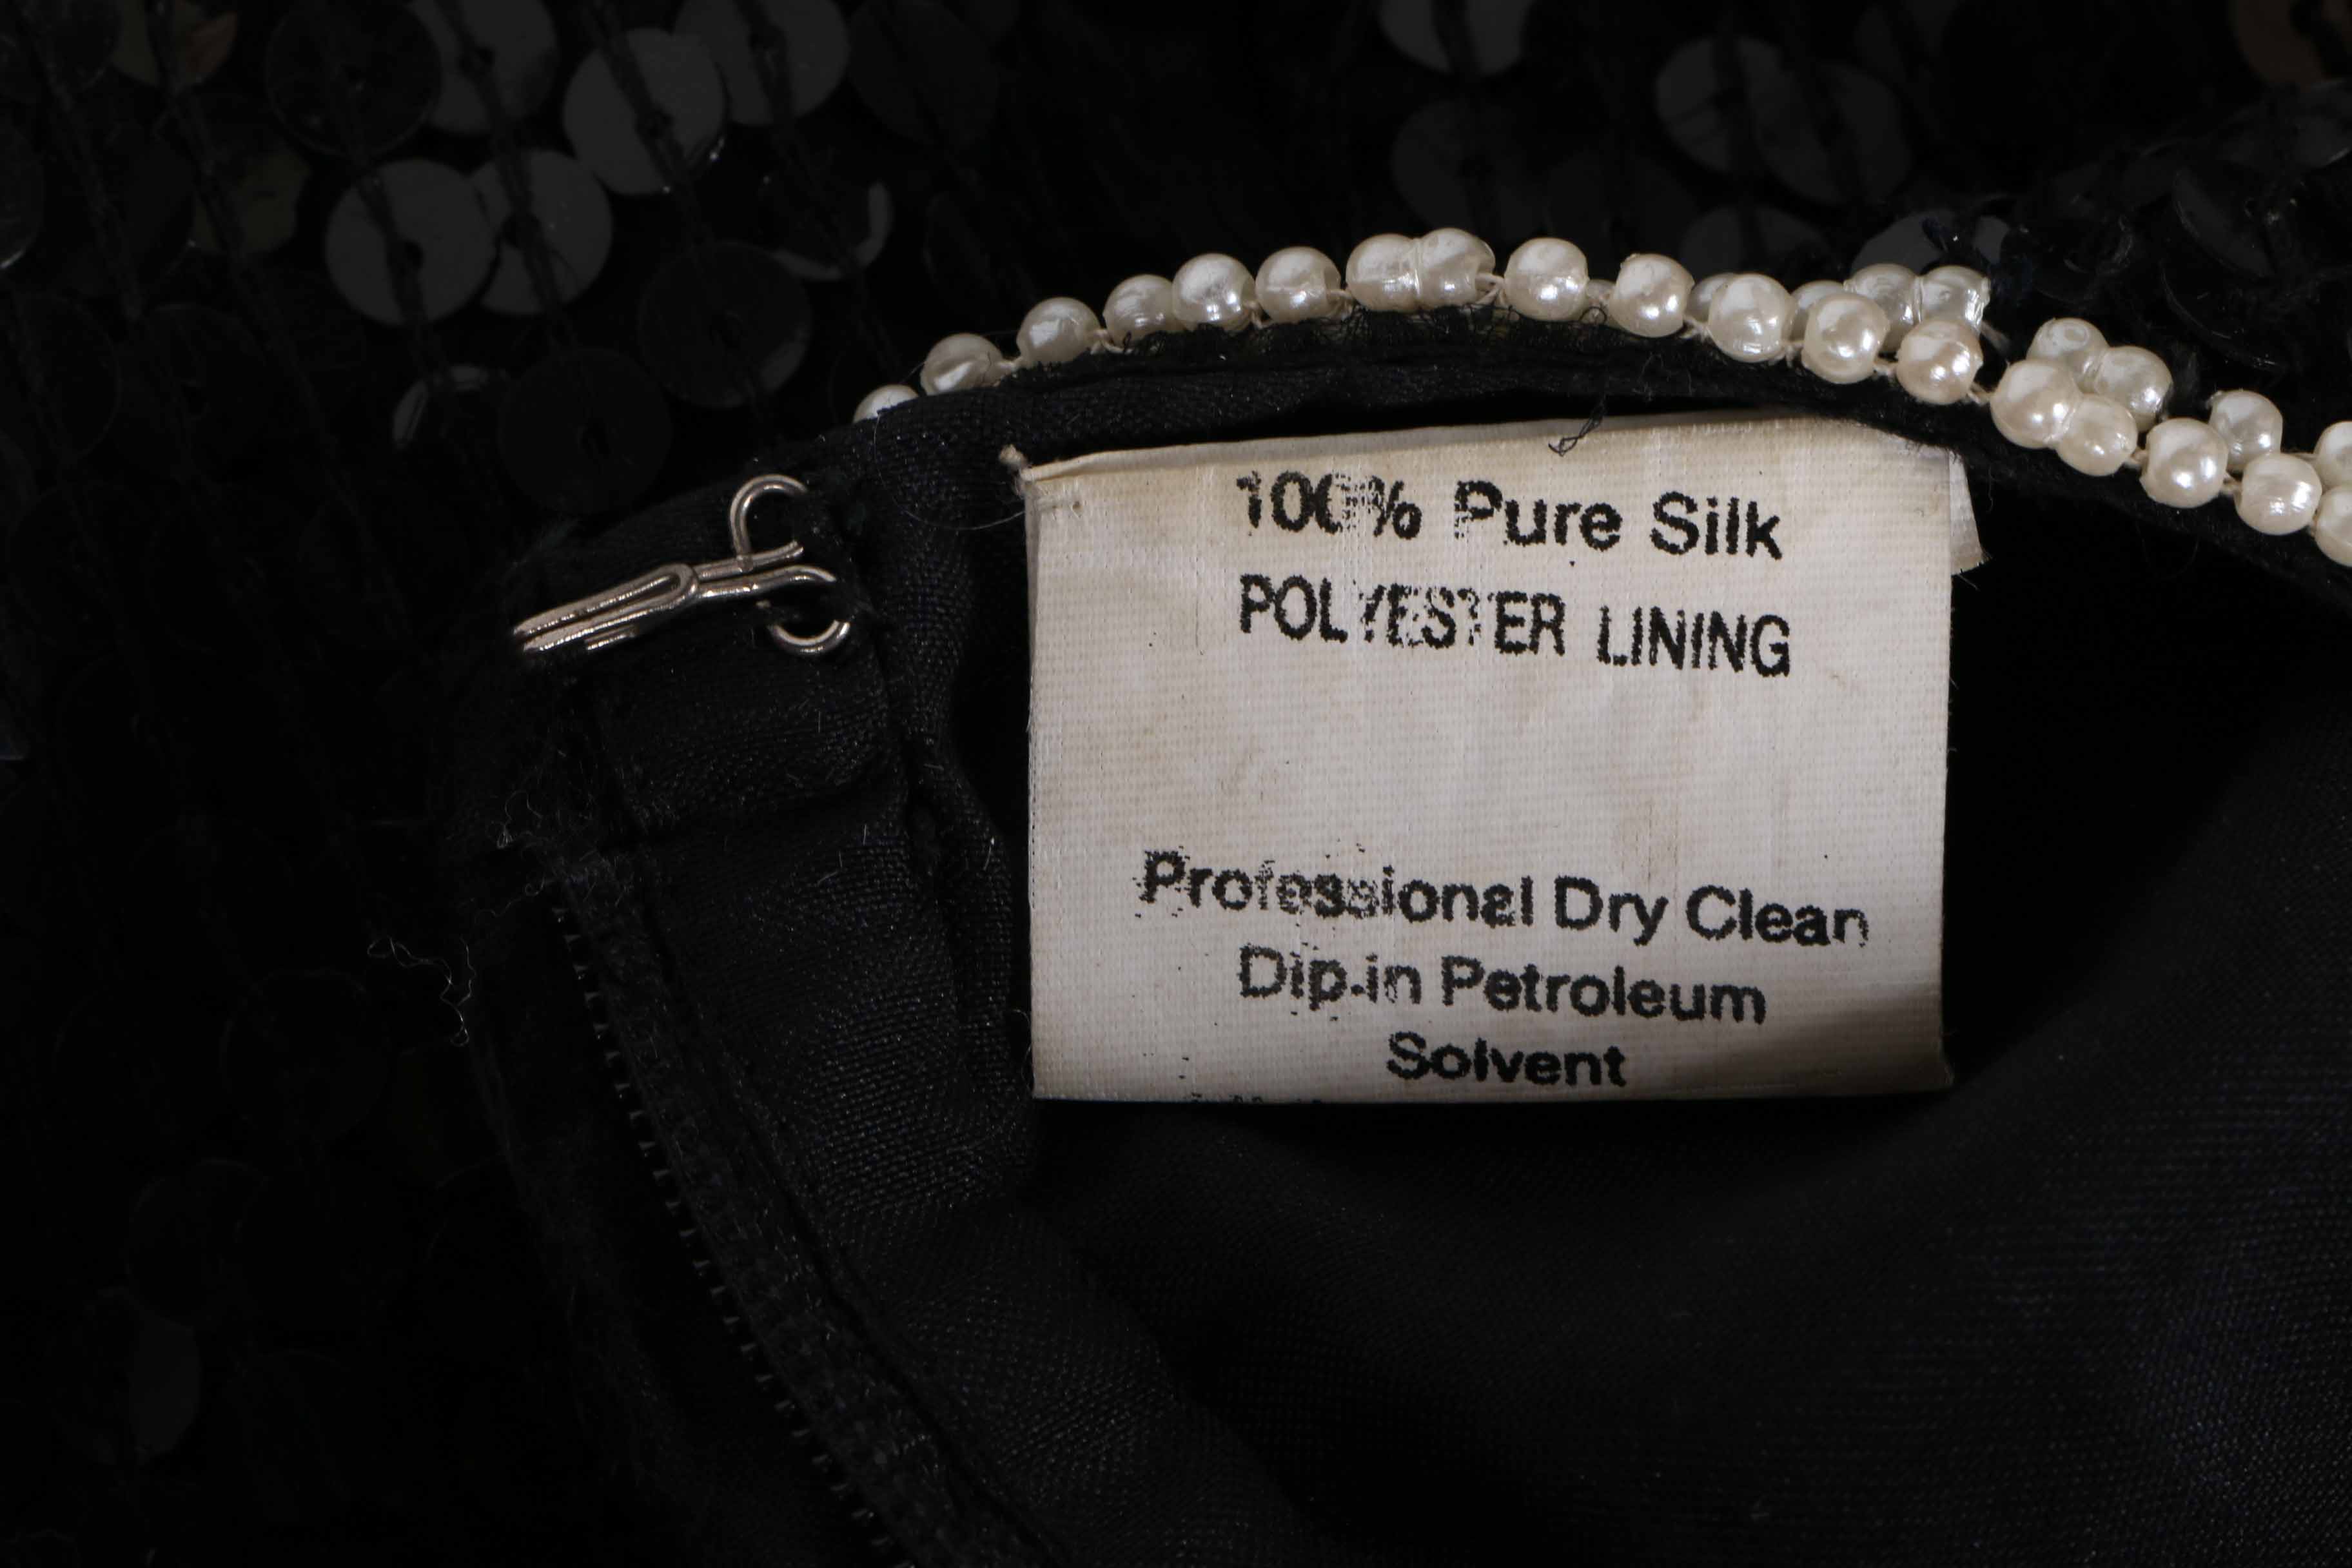 100% Pure Silk
POLYESTER LINING
Professional Dry Clean
Dip-in Petroleum
Solvent